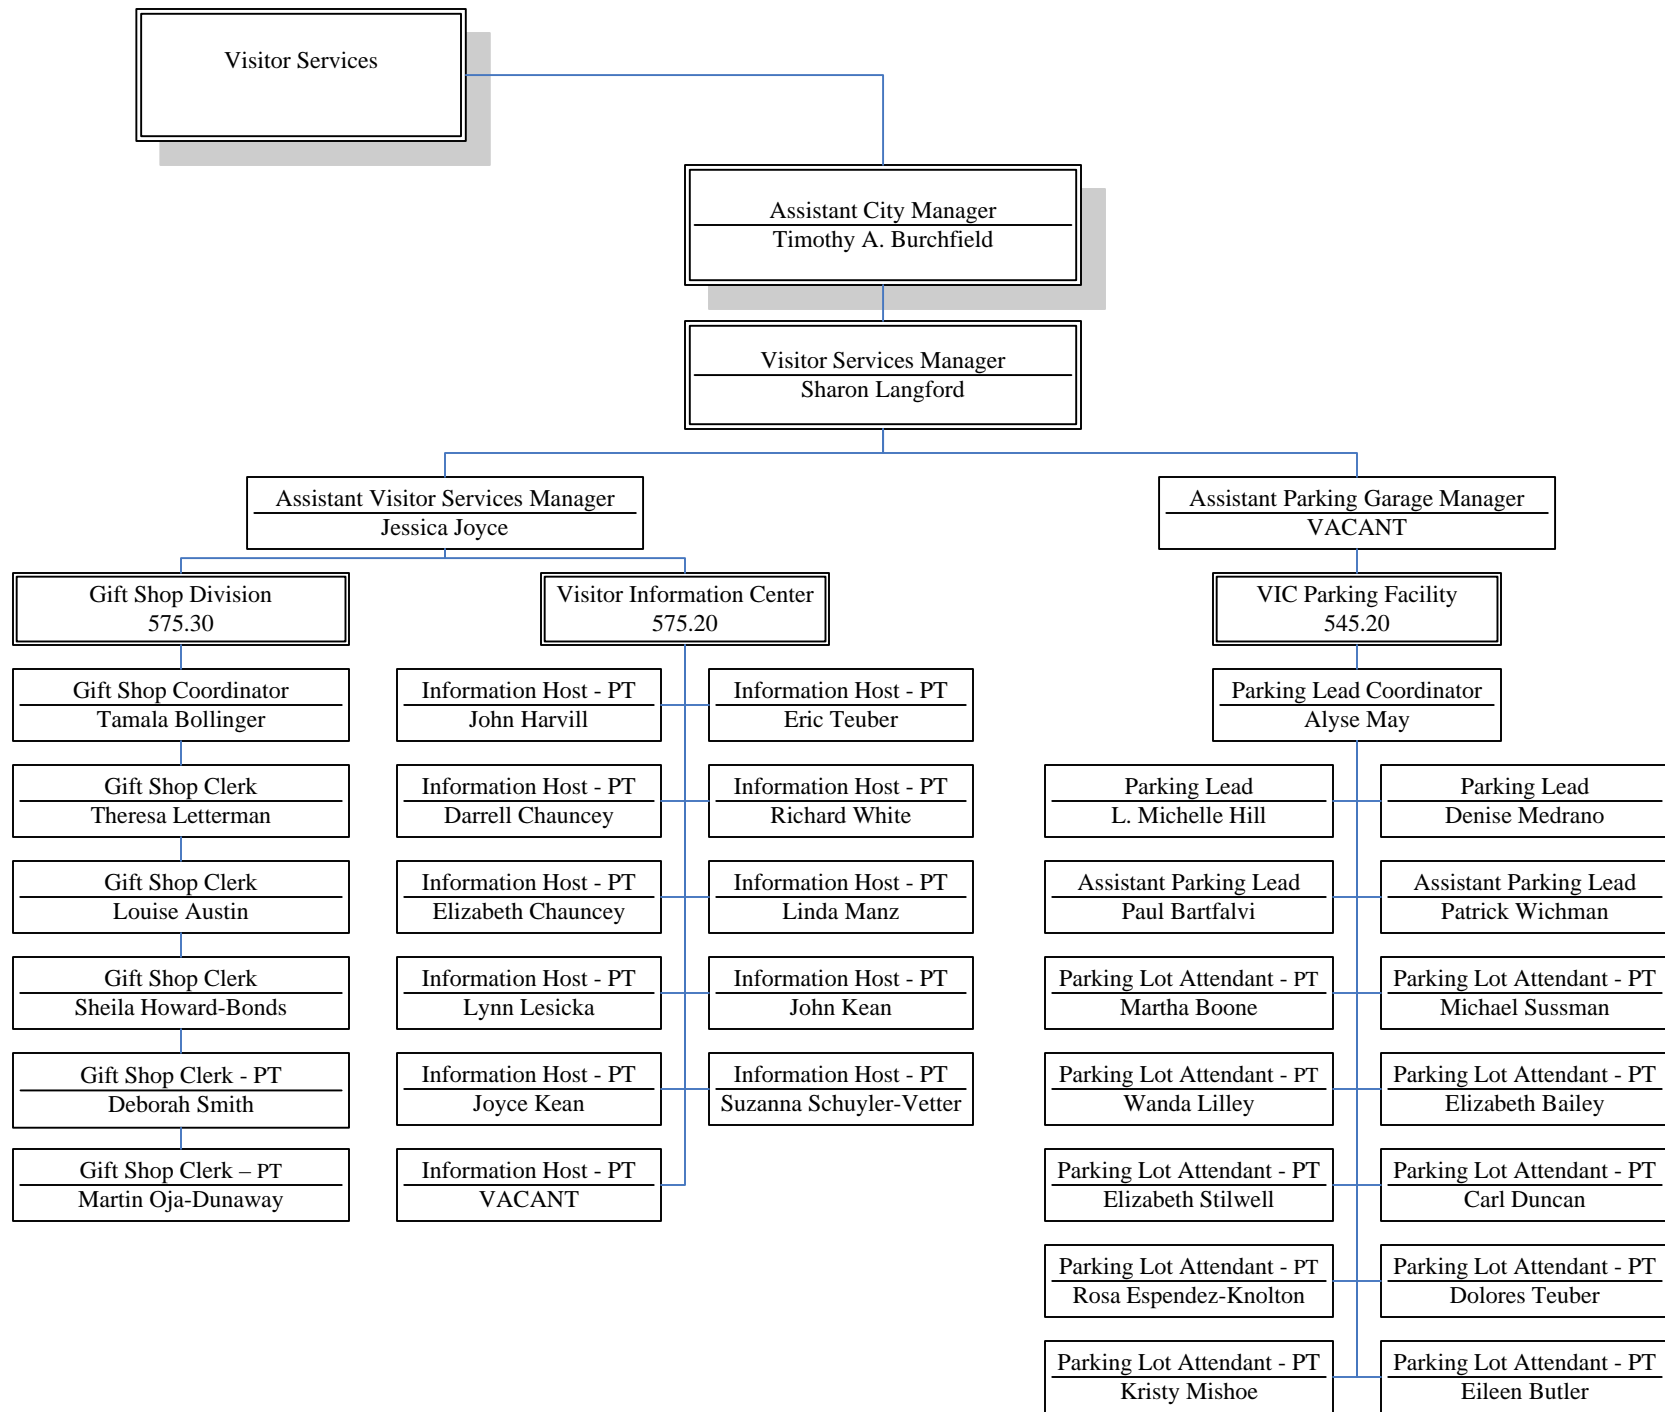 Visitor Services
Assistant City Manager
Timothy A. Burchfield
Visitor Services Manager
Sharon Langford
Assistant Visitor Services Manager
Jessica Joyce
Assistant Parking Garage Manager
VACANT
Gift Shop Division
575.30
Visitor Information Center
575.20
VIC Parking Facility
545.20
Gift Shop Coordinator
Tamala Bollinger
Gift Shop Clerk
Theresa Letterman
Gift Shop Clerk
Louise Austin
Gift Shop Clerk
Sheila Howard-Bonds
Gift Shop Clerk - PT
Deborah Smith
Gift Shop Clerk – PT
Martin Oja-Dunaway
Information Host - PT
John Harvill
Information Host - PT
Eric Teuber
Information Host - PT
Darrell Chauncey
Information Host - PT
Richard White
Information Host - PT
Elizabeth Chauncey
Information Host - PT
Linda Manz
Information Host - PT
Lynn Lesicka
Information Host - PT
John Kean
Information Host - PT
Joyce Kean
Information Host - PT
Suzanna Schuyler-Vetter
Information Host - PT
VACANT
Parking Lead Coordinator
Alyse May
Parking Lead
L. Michelle Hill
Parking Lead
Denise Medrano
Assistant Parking Lead
Paul Bartfalvi
Assistant Parking Lead
Patrick Wichman
Parking Lot Attendant - PT
Martha Boone
Parking Lot Attendant - PT
Michael Sussman
Parking Lot Attendant - PT
Wanda Lilley
Parking Lot Attendant - PT
Elizabeth Bailey
Parking Lot Attendant - PT
Elizabeth Stilwell
Parking Lot Attendant - PT
Carl Duncan
Parking Lot Attendant - PT
Rosa Espendez-Knolton
Parking Lot Attendant - PT
Dolores Teuber
Parking Lot Attendant - PT
Kristy Mishoe
Parking Lot Attendant - PT
Eileen Butler